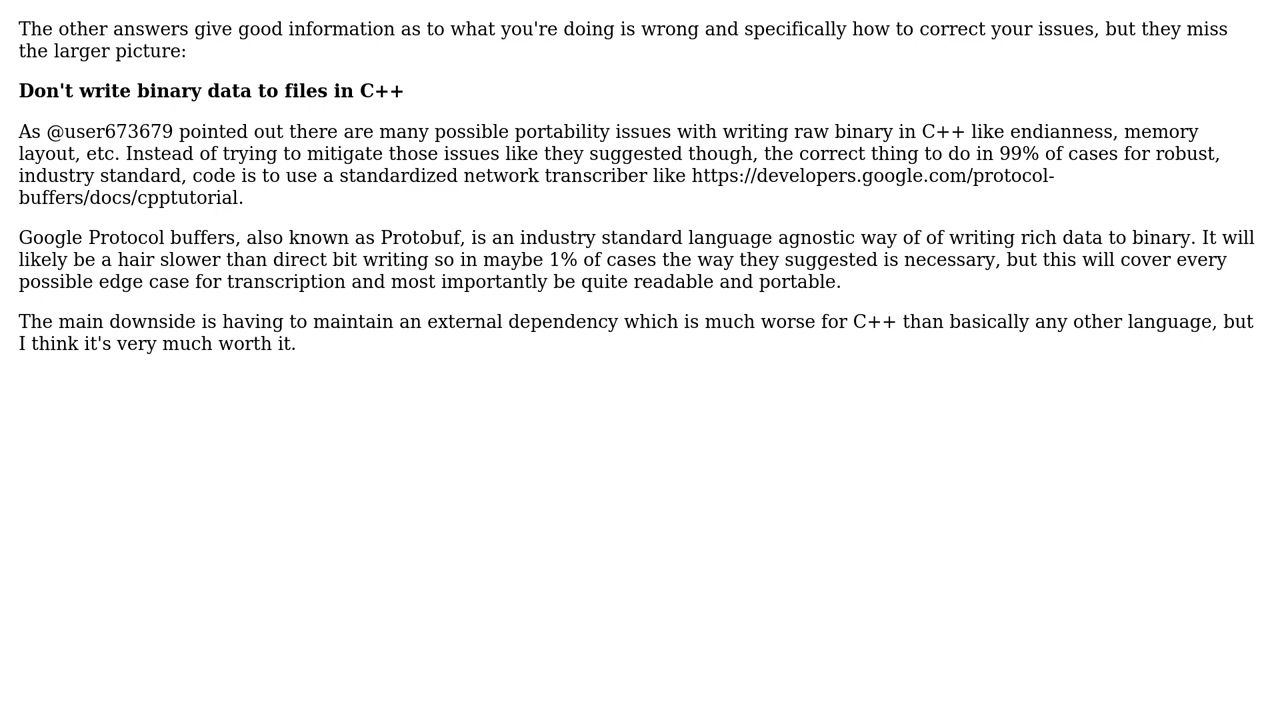 The other answers give good information as to what you're doing is wrong and specifically how to correct your issues, but they miss
the larger picture:
Don't write binary data to files in C++
As @user673679 pointed out there are many possible portability issues with writing raw binary in C++ like endianness, memory
layout, etc. Instead of trying to mitigate those issues like they suggested though, the correct thing to do in 99% of cases for robust,
industry standard, code is to use a standardized network transcriber like https://developers.google.com/protocol-
buffers/docs/cpptutorial.
Google Protocol buffers, also known as Protobuf, is an industry standard language agnostic way of of writing rich data to binary. It will
likely be a hair slower than direct bit writing so in maybe 1% of cases the way they suggested is necessary, but this will cover every
possible edge case for transcription and most importantly be quite readable and portable.
The main downside is having to maintain an external dependency which is much worse for C++ than basically any other language, but
I think it's very much worth it.